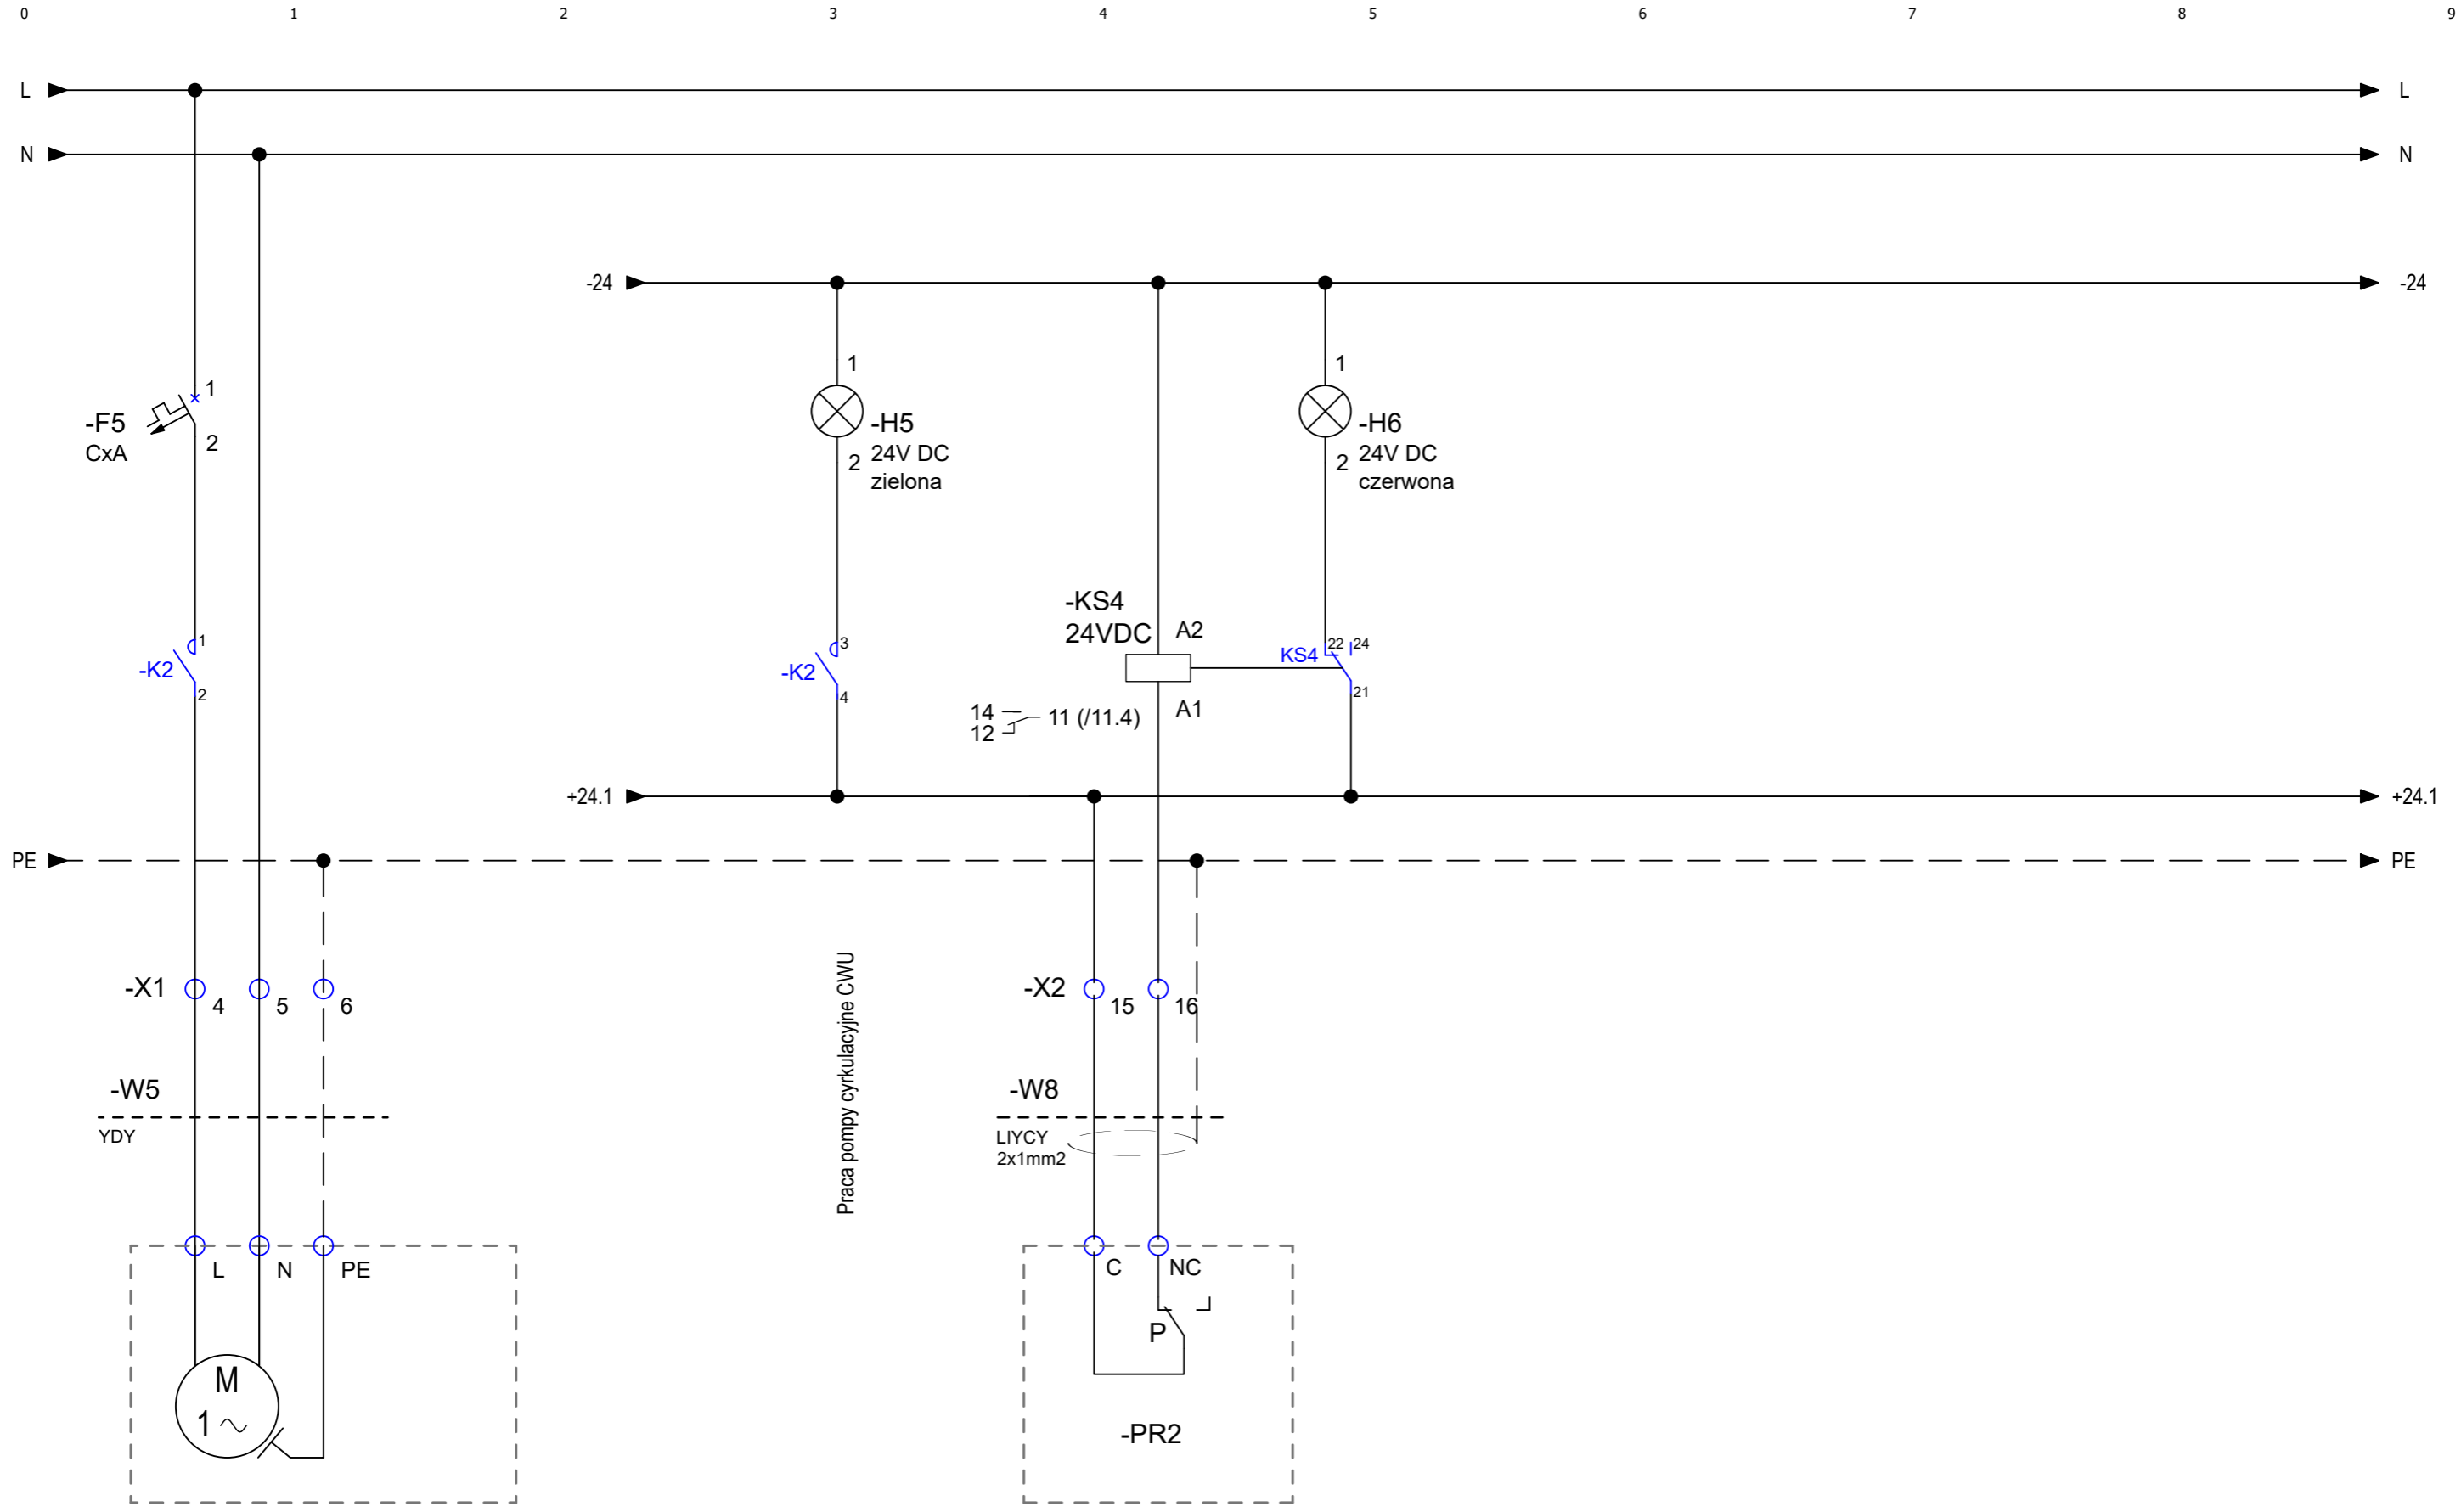 0 1 2 3 4 5 6 7 8 9
L L
N N
-24 -24
1
-F5
CxA
2
1
-H5
24V DC
2
zielona
1
-H6
24V DC
2
czerwona
-K2
1
2
-K2
3
4
-KS4
24VDC
A2
A1
14
12
11 (/11.4)
KS4
22 24
21
+24.1 +24.1
PE PE
-X1
4 5 6
-W5
YDY
Praca pompy cyrkulacyjne CWU
-X2
15 16
-W8
LIYCY
2x1mm2
L N PE
M
1
C NC
P
-PR2